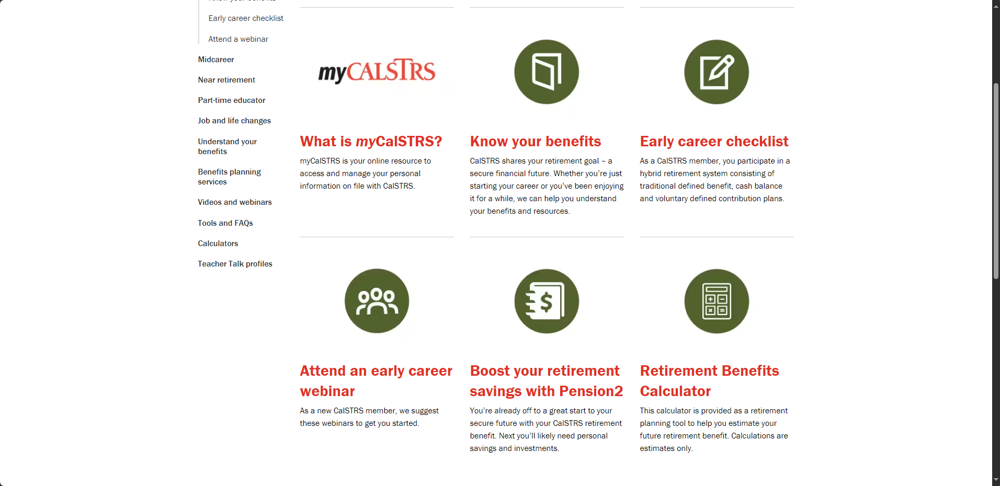 Know your benefits
Early career checklist
Attend a webinar
Midcareer
Near retirement
Part-time educator
Job and life changes
Understand your
benefits
Benefits planning
services
Videos and webinars
Tools and FAQs
Calculators
Teacher Talk profiles
myCALSTRS
What is myCalSTRS?
myCalSTRS is your online resource to
access and manage your personal
information on file with CalSTRS.
Know your benefits
CalSTRS shares your retirement goal – a
secure financial future. Whether you’re just
starting your career or you’ve been enjoying
it for a while, we can help you understand
your benefits and resources.
Early career checklist
As a CalSTRS member, you participate in a
hybrid retirement system consisting of
traditional defined benefit, cash balance
and voluntary defined contribution plans.
Attend an early career
webinar
As a new CalSTRS member, we suggest
these webinars to get you started.
$
Boost your retirement
savings with Pension2
You’re already off to a great start to your
secure future with your CalSTRS retirement
benefit. Next you’ll likely need personal
savings and investments.
Retirement Benefits
Calculator
This calculator is provided as a retirement
planning tool to help you estimate your
future retirement benefit. Calculations are
estimates only.